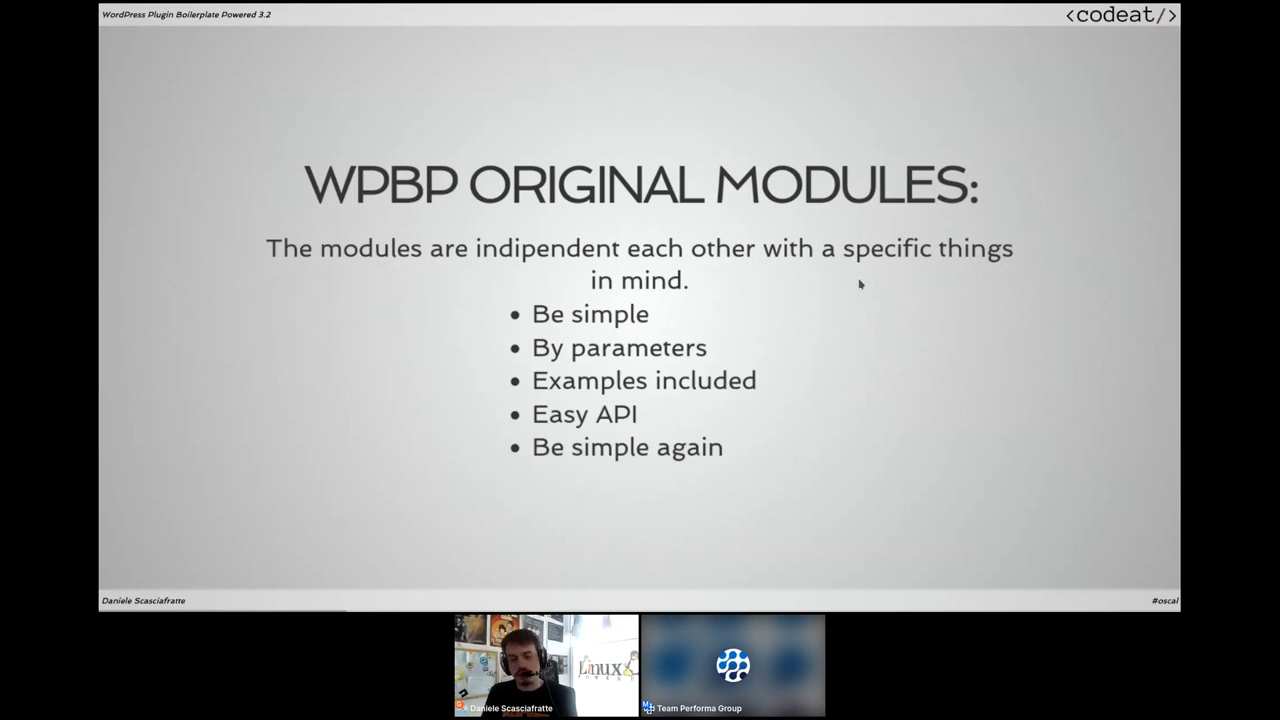 WordPress Plugin Boilerplate Powered 3.2
<codeat/>
WPBP ORIGINAL MODULES:
The modules are indipendent each other with a specific things
in mind.
Be simple
By parameters
Examples included
Easy API
Be simple again
Daniele Scasciafratte
#oscal
Linux
Daniele Scasciafratte
Team Performa Group